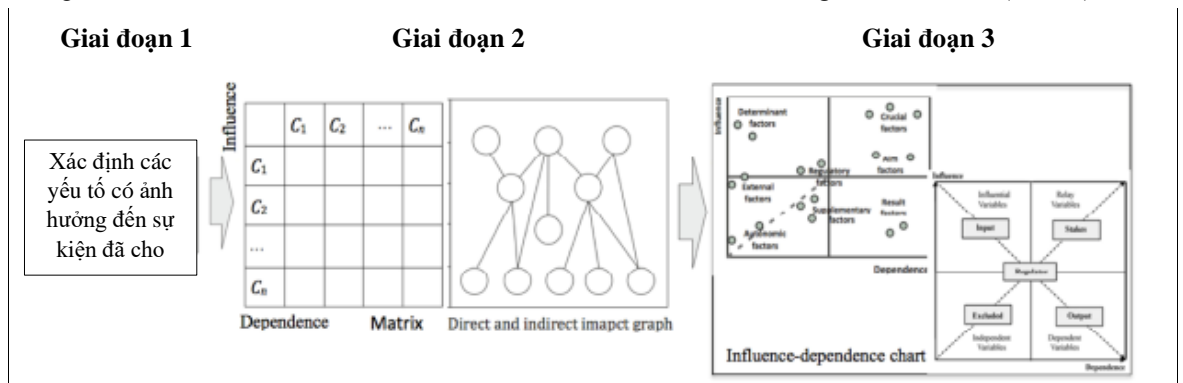 Giai đoạn 1
Giai đoạn 2
Giai đoạn 3
Xác định các
yếu tố có ảnh
hưởng đến sự
kiện đã cho
Influence
C₁ C₂ ... Cₙ
C₁
C₂
...
Cₙ
Dependence Matrix
Direct and indirect imapct graph
Influence
Determinant
factors
Crucial
factors
Aim
factors
Regulatory
factors
External
factors
Supplementary
factors
Result
factors
Autonomic
factors
Dependence
Influence-dependence chart
Influence
Influential
Variables
Relay
Variables
Input
Stakes
Regulator
Excluded
Output
Independent
Variables
Dependent
Variables
Dependence